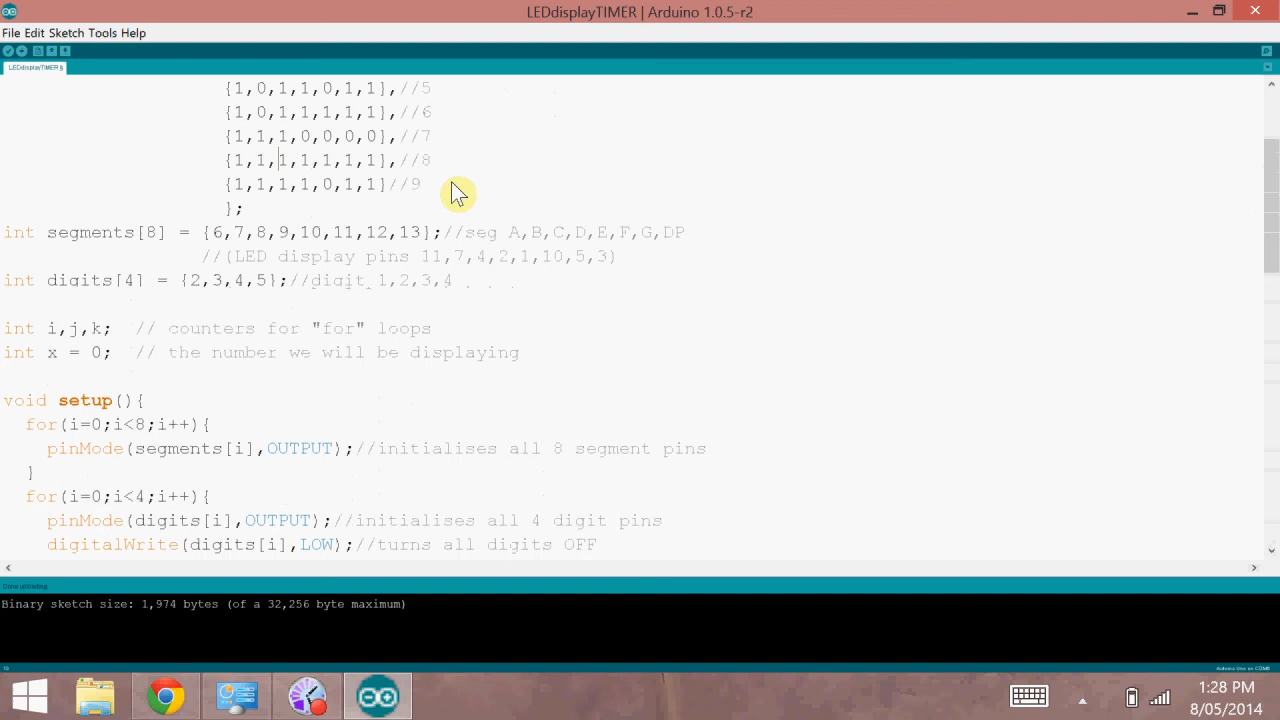 LEDdisplayTIMER | Arduino 1.0.5-r2
File Edit Sketch Tools Help
LEDdisplayTIMER §
{1,0,1,1,0,1,1},//5
{1,0,1,1,1,1,1},//6
{1,1,1,0,0,0,0},//7
{1,1,1,1,1,1,1},//8
{1,1,1,1,0,1,1}//9
};
int segments[8] = {6,7,8,9,10,11,12,13};//seg A,B,C,D,E,F,G,DP
//(LED display pins 11,7,4,2,1,10,5,3)
int digits[4] = {2,3,4,5};//digit 1,2,3,4
int i,j,k; // counters for "for" loops
int x = 0; // the number we will be displaying
void setup(){
for(i=0;i<8;i++){
pinMode(segments[i],OUTPUT);//initialises all 8 segment pins
}
for(i=0;i<4;i++){
pinMode(digits[i],OUTPUT);//initialises all 4 digit pins
digitalWrite(digits[i],LOW);//turns all digits OFF
Done uploading.
Binary sketch size: 1,974 bytes (of a 32,256 byte maximum)
Arduino Uno on COM6
1:28 PM
8/05/2014